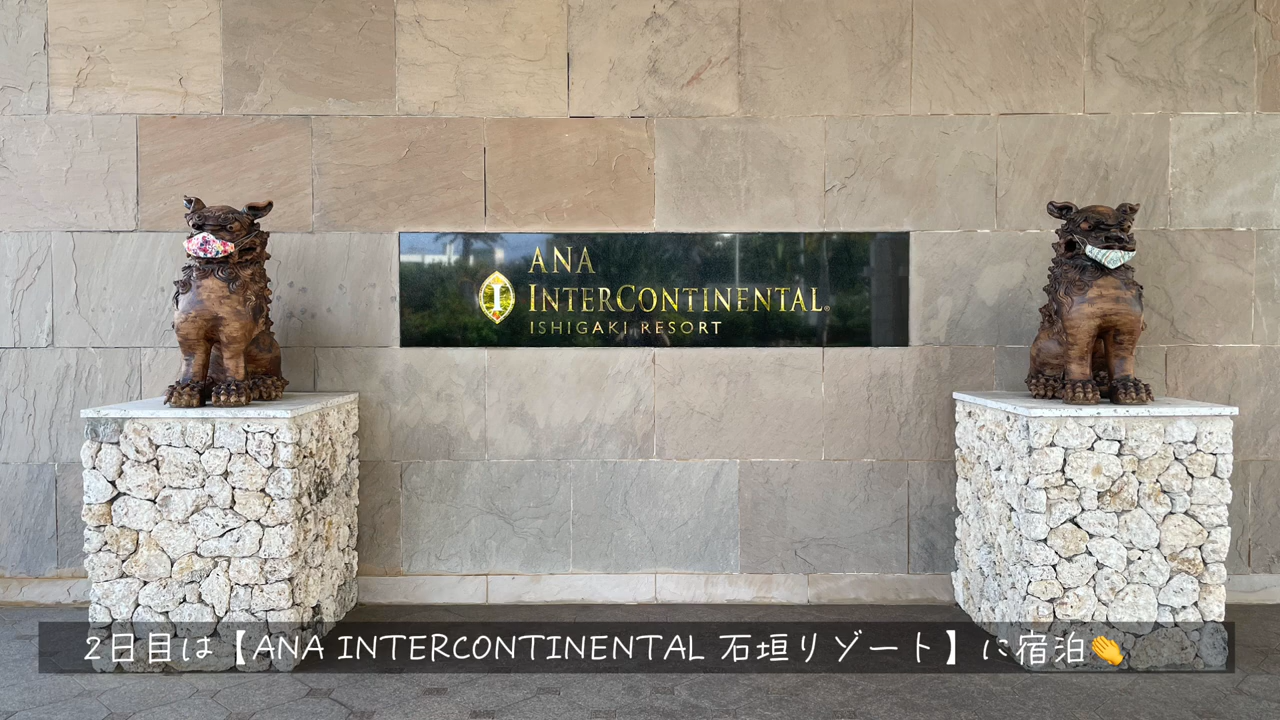 ANA
INTERCONTINENTAL®
ISHIGAKI RESORT
2日目は【ANA INTERCONTINENTAL 石垣リゾート】に宿泊👏